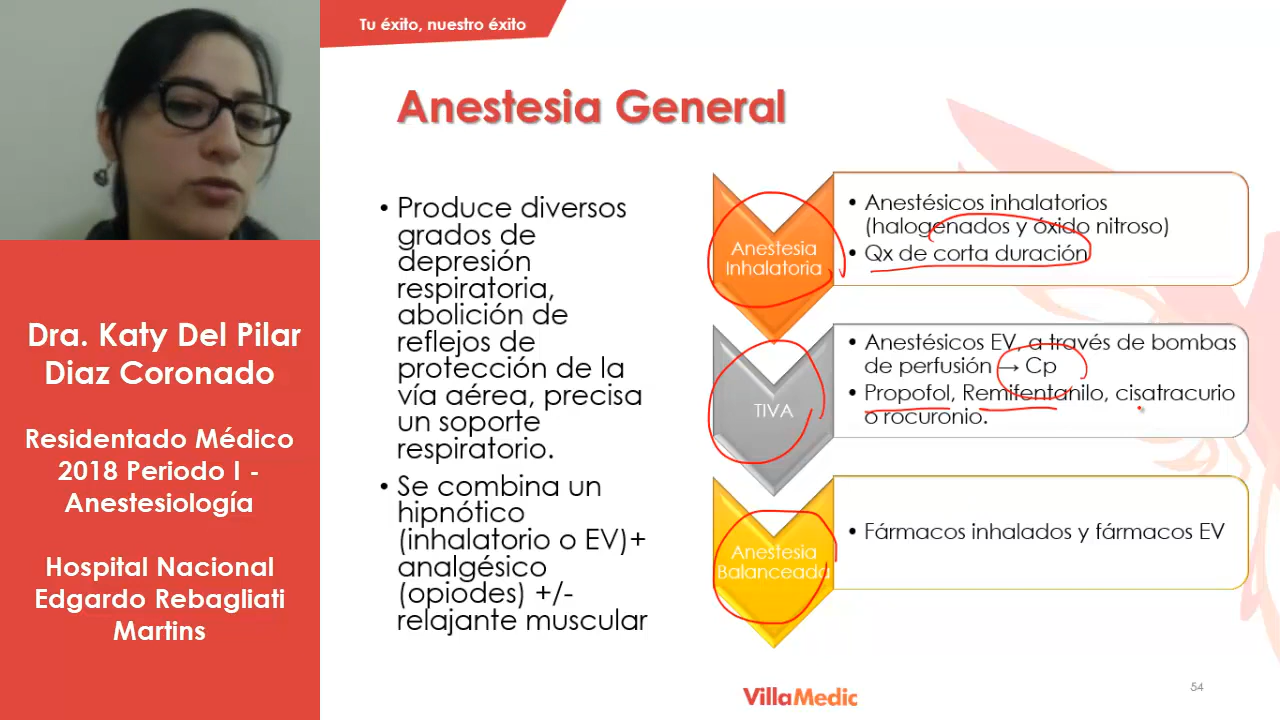 Tu éxito, nuestro éxito
Anestesia General
• Produce diversos
grados de
depresión
respiratoria,
abolición de
reflejos de
protección de la
vía aérea, precisa
un soporte
respiratorio.
• Se combina un
hipnótico
(inhalatorio o EV)+
analgésico
(opiodes) +/-
relajante muscular
Anestesia
Inhalatoria
• Anestésicos inhalatorios
(halogenados y óxido nitroso)
• Qx de corta duración
TIVA
• Anestésicos EV, a través de bombas
de perfusión → Cp
• Propofol, Remifentanilo, cisatracurio
o rocuronio.
Anestesia
Balanceada
• Fármacos inhalados y fármacos EV
Dra. Katy Del Pilar
Diaz Coronado
Residentado Médico
2018 Periodo I -
Anestesiología
Hospital Nacional
Edgardo Rebagliati
Martins
VillaMedic
54